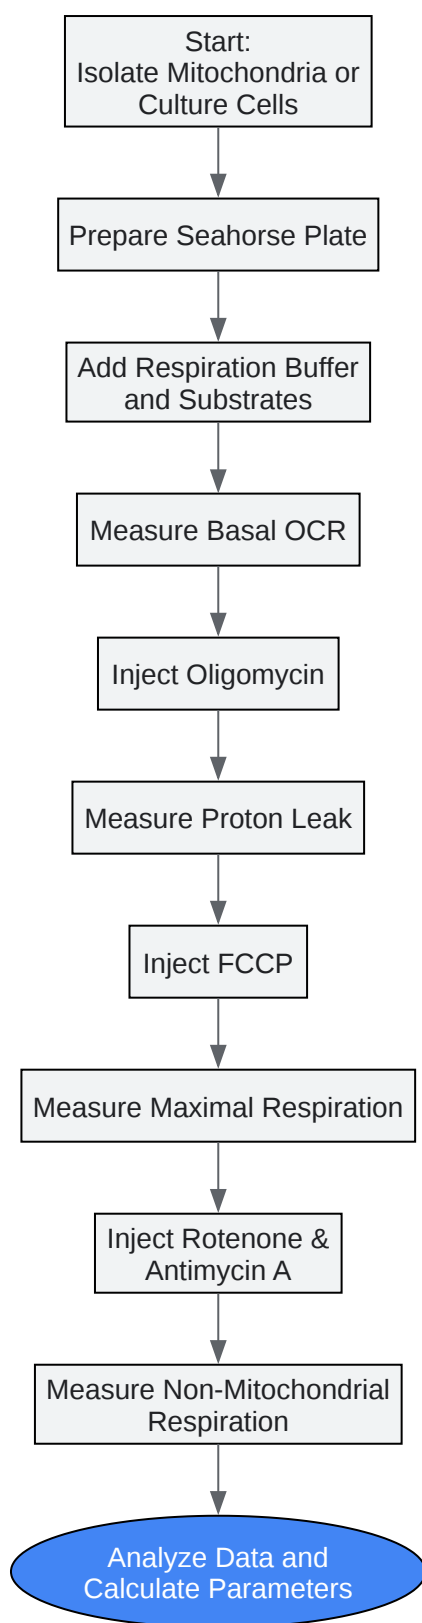 Start:
Isolate Mitochondria or
Culture Cells
Prepare Seahorse Plate
Add Respiration Buffer
and Substrates
Measure Basal OCR
Inject Oligomycin
Measure Proton Leak
Inject FCCP
Measure Maximal Respiration
Inject Rotenone &
Antimycin A
Measure Non-Mitochondrial
Respiration
Analyze Data and
Calculate Parameters